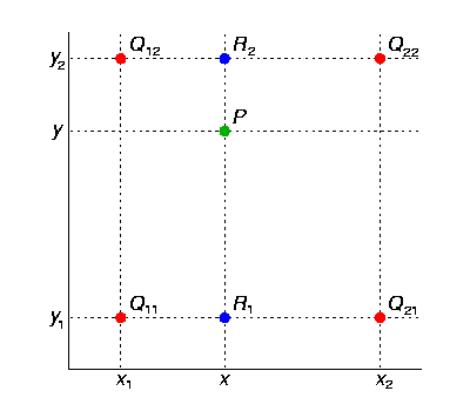 y₂ Q₁₂ R₂ Q₂₂
y P
y₁ Q₁₁ R₁ Q₂₁
x₁ x x₂